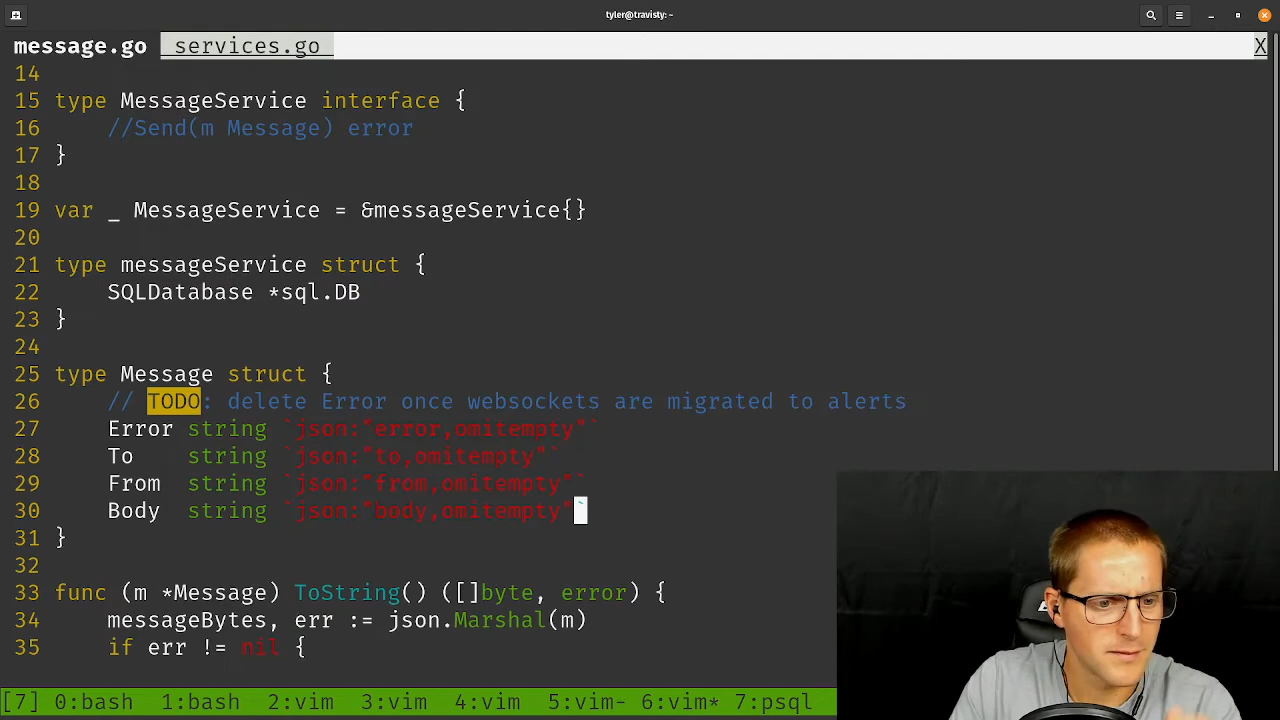 tyler@travisty:~
message.go services.go X
14
15 type MessageService interface {
16 //Send(m Message) error
17 }
18
19 var _ MessageService = &messageService{}
20
21 type messageService struct {
22 SQLDatabase *sql.DB
23 }
24
25 type Message struct {
26 // TODO: delete Error once websockets are migrated to alerts
27 Error string `json:"error,omitempty"`
28 To string `json:"to,omitempty"`
29 From string `json:"from,omitempty"`
30 Body string `json:"body,omitempty"`
31 }
32
33 func (m *Message) ToString() ([]byte, error) {
34 messageBytes, err := json.Marshal(m)
35 if err != nil {
[7] 0:bash 1:bash 2:vim 3:vim 4:vim 5:vim- 6:vim* 7:psql